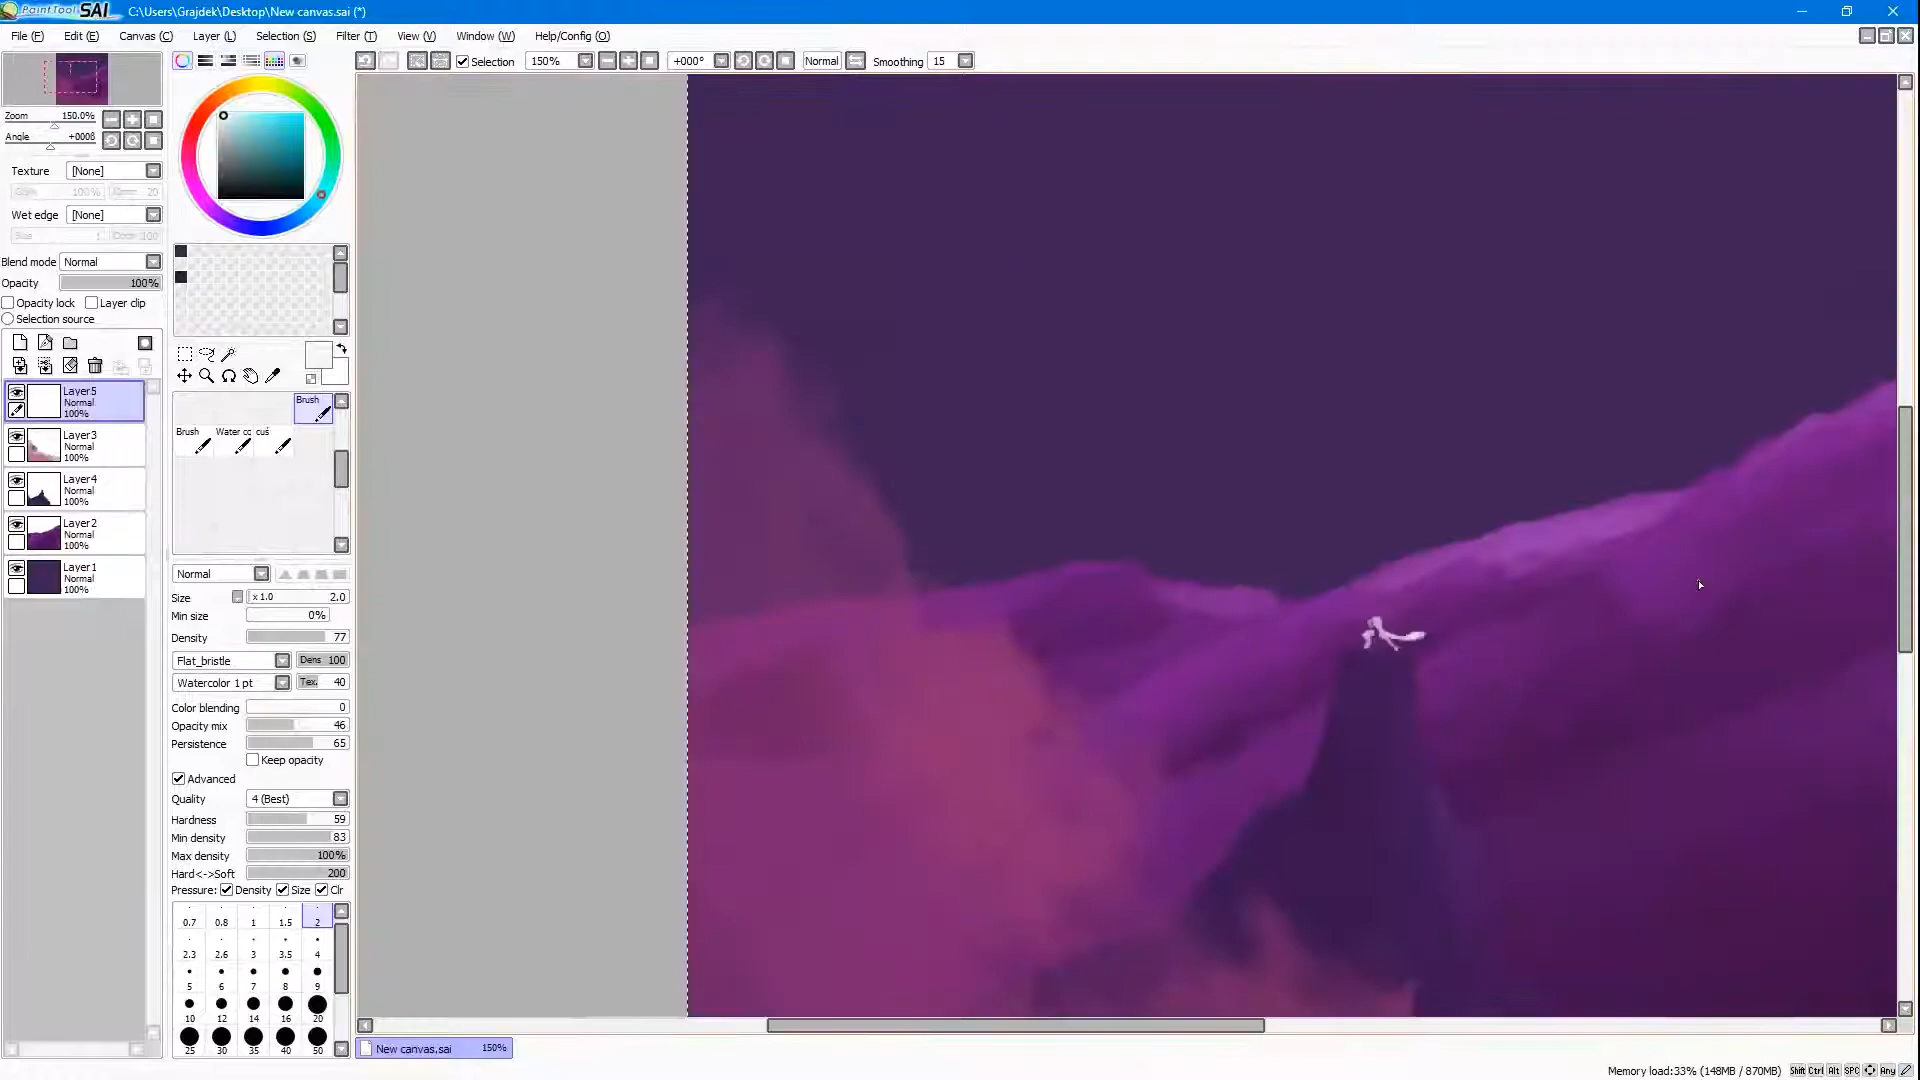 PaintTool SAI C:\Users\Grajdek\Desktop\New canvas.sai (*)
File (F) Edit (E) Canvas (C) Layer (L) Selection (S) Filter (T) View (V) Window (W) Help/Config (O)
Selection 150% +000° Normal Smoothing 15
Zoom 150.0%
Angle
Texture [None]
100% 20
Wet edge [None]
Size 1 100
Blend mode Normal
Opacity 100%
Opacity lock Layer clip
Selection source
Layer5
Normal
100%
Layer3
Normal
100%
Layer4
Normal
100%
Layer2
Normal
100%
Layer1
Normal
100%
Brush
Brush Water cc cuś
Normal
Size x 1.0 2.0
Min size 0%
Density 77
Flat_bristle Dens 100
Watercolor 1 pt Tex. 40
Color blending 0
Opacity mix 46
Persistence 65
Keep opacity
Advanced
Quality 4 (Best)
Hardness 59
Min density 83
Max density 100%
Hard<->Soft 200
Pressure: Density Size Clr
0.7 0.8 1 1.5 2
2.3 2.6 3 3.5 4
5 6 7 8 9
10 12 14 16 20
25 30 35 40 50
New canvas.sai 150%
Memory load:33% (148MB / 870MB) Shift Ctrl Alt SPC Any